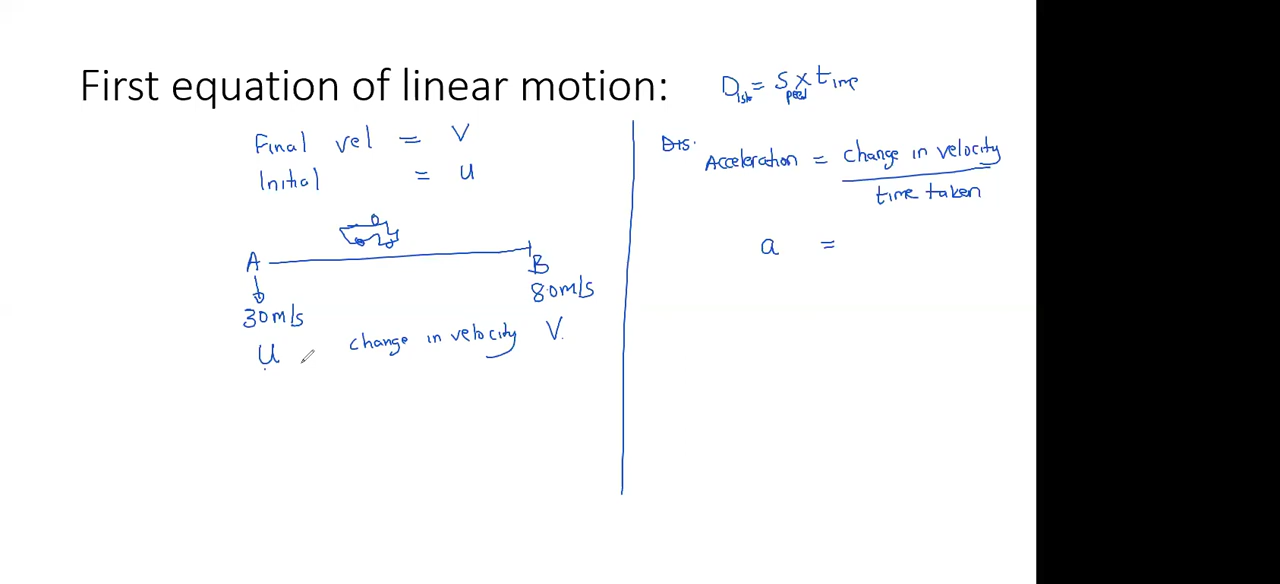 First equation of linear motion:
Dist = Speed x time
Final vel = V
Initial = u
A
B
30m/s
80m/s
U
change in velocity
V.
Dis.
Acceleration = change in velocity
time taken
a =